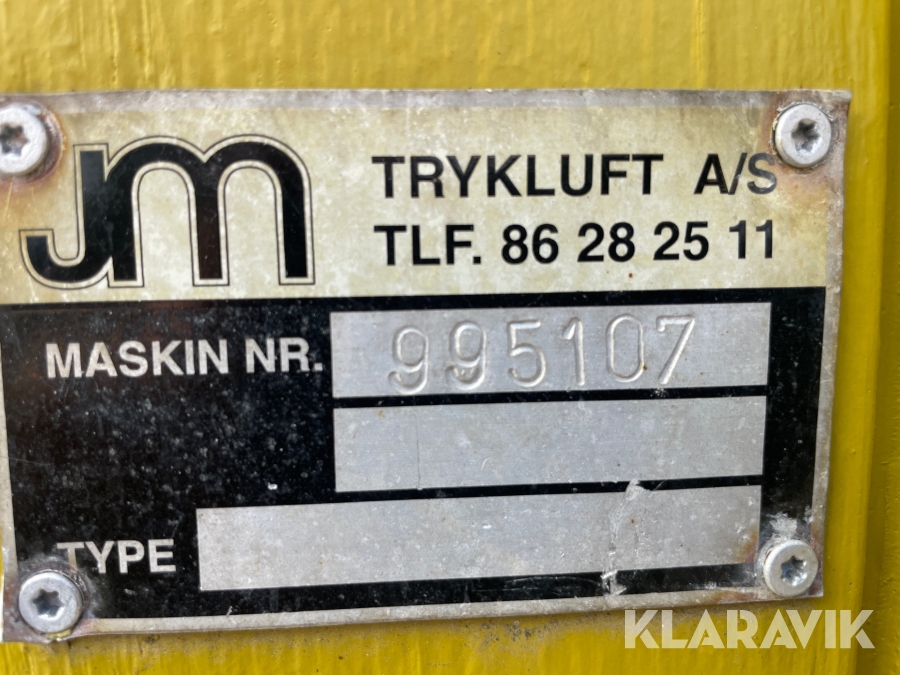 JM
TRYKLUFT A/S
TLF. 86 28 25 11
MASKIN NR. 995107
TYPE
KLARAVIK